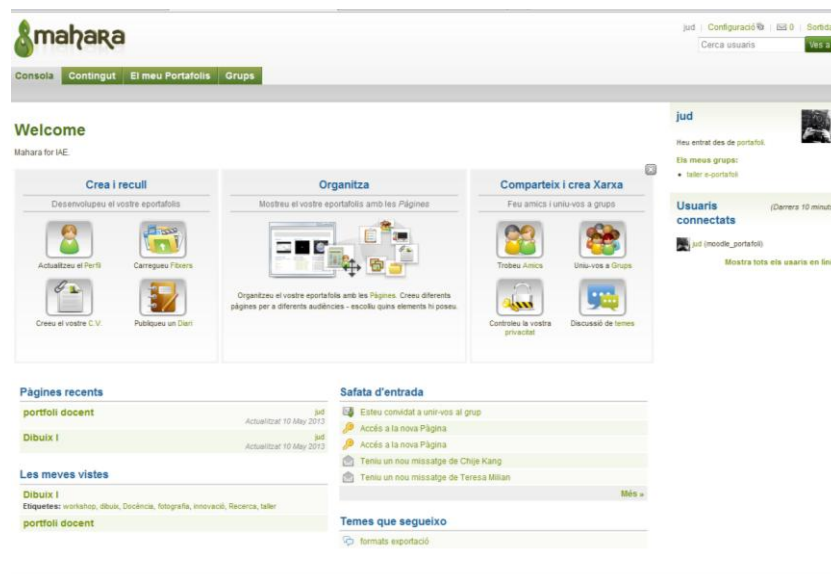 mahara
jud | Configuració | 0 | Sortida
Cerca usuaris
Ves a
Consola Contingut El meu Portafolis Grups
Welcome
Mahara for IAE.
Crea i recull
Desenvolupeu el vostre eportafolis
Actualitzeu el Perfil
Carregueu Fitxers
Creeu el vostre C.V.
Publiqueu un Diari
Organitza
Mostreu el vostre eportafolis amb les Pàgines
Organitzeu el vostre eportafolis amb les Pàgines. Creeu diferents
pàgines per a diferents audiències - escolliu quins elements hi poseu.
Comparteix i crea Xarxa
Feu amics i uniu-vos a grups
Trobeu Amics
Uniu-vos a Grups
Controleu la vostra
privacitat
Discussió de temes
jud
Heu entrat des de portafoli.
Els meus grups:
taller e-portafoli
Usuaris
connectats
(Darrers 10 minuts
jud (moodle_portafoli)
Mostra tots els usaris en lín
Pàgines recents
portfoli docent
jud
Actualitzat 10 May 2013
Dibuix I
jud
Actualitzat 10 May 2013
Les meves vistes
Dibuix I
Etiquetes: workshop, dibuix, Docència, fotografia, innovació, Recerca, taller
portfoli docent
Safata d'entrada
Esteu convidat a unir-vos al grup
Accés a la nova Pàgina
Accés a la nova Pàgina
Teniu un nou missatge de Chije Kang
Teniu un nou missatge de Teresa Milian
Més »
Temes que segueixo
formats exportació